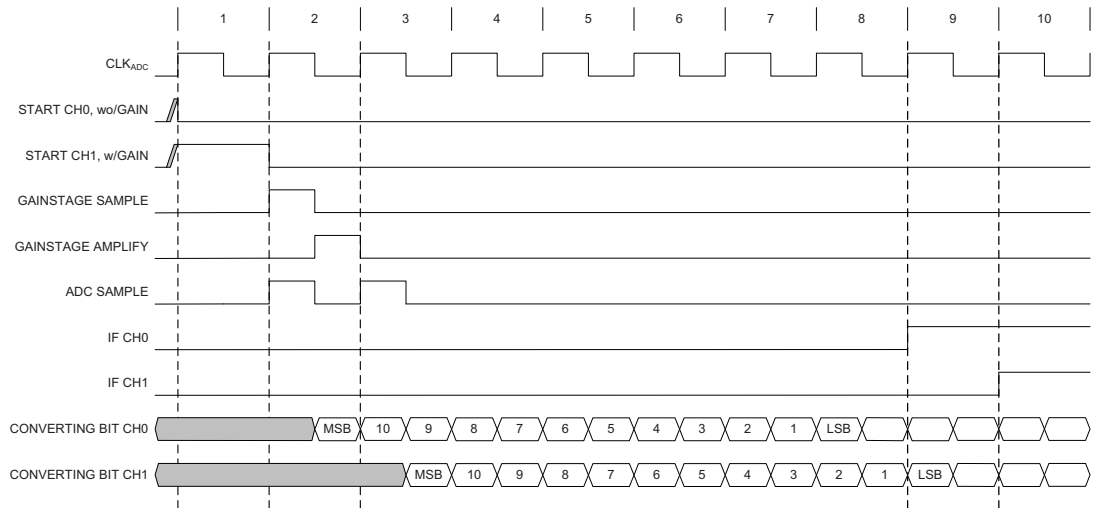 1 2 3 4 5 6 7 8 9 10
CLKADC
START CH0, wo/GAIN
START CH1, w/GAIN
GAINSTAGE SAMPLE
GAINSTAGE AMPLIFY
ADC SAMPLE
IF CH0
IF CH1
CONVERTING BIT CH0 MSB 10 9 8 7 6 5 4 3 2 1 LSB
CONVERTING BIT CH1 MSB 10 9 8 7 6 5 4 3 2 1 LSB